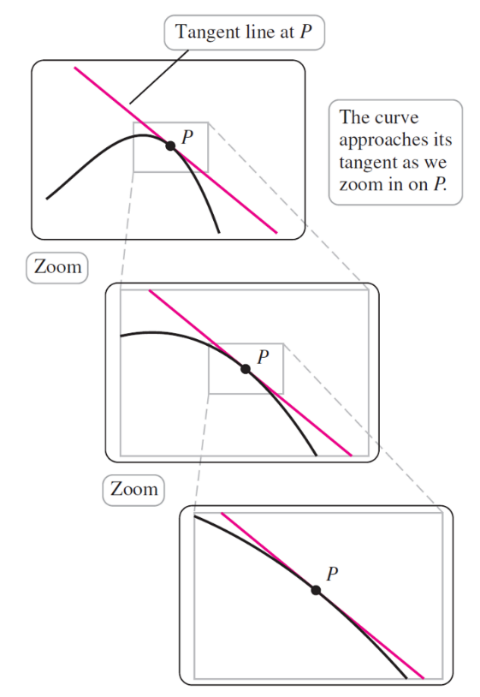 Tangent line at P
P
The curve
approaches its
tangent as we
zoom in on P.
Zoom
P
Zoom
P